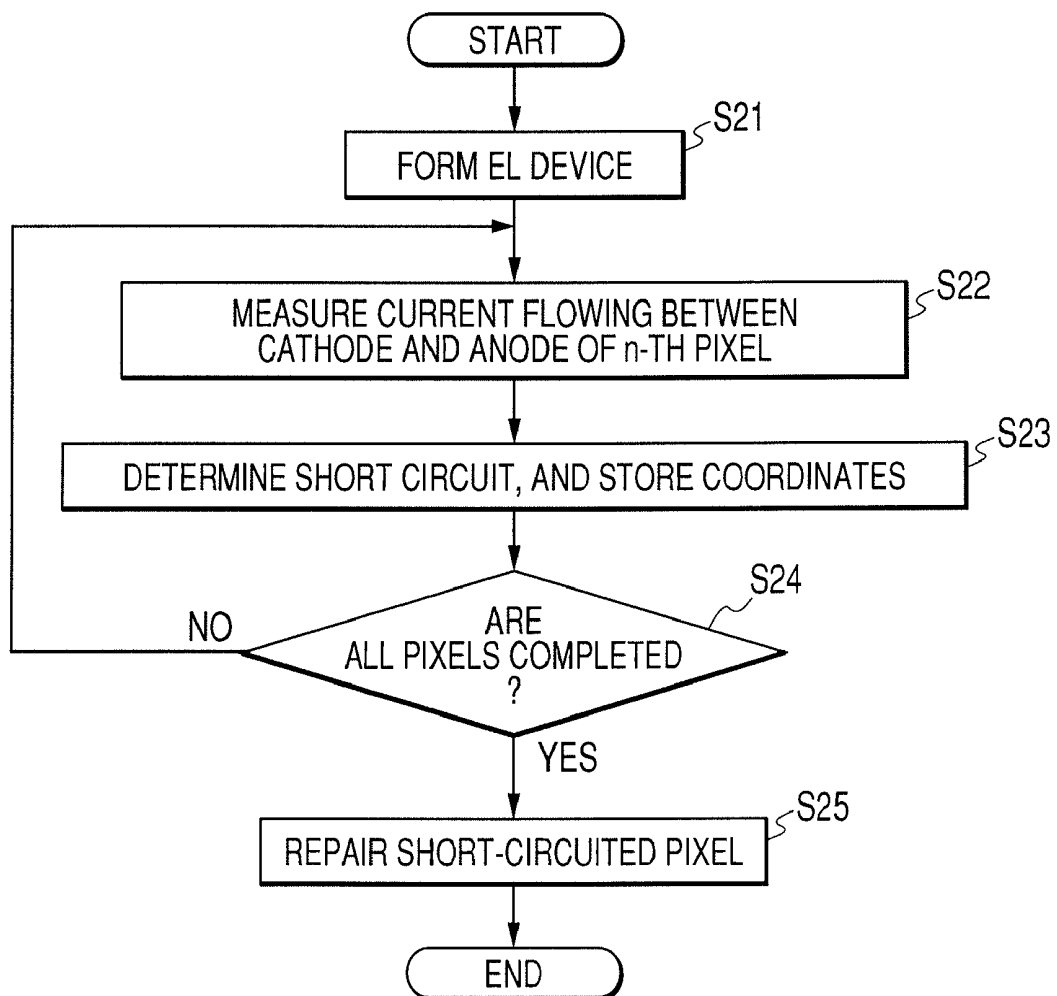 START
S21
FORM EL DEVICE
S22
MEASURE CURRENT FLOWING BETWEEN
CATHODE AND ANODE OF n-TH PIXEL
S23
DETERMINE SHORT CIRCUIT, AND STORE COORDINATES
S24
ARE
ALL PIXELS COMPLETED
?
NO
YES
S25
REPAIR SHORT-CIRCUITED PIXEL
END